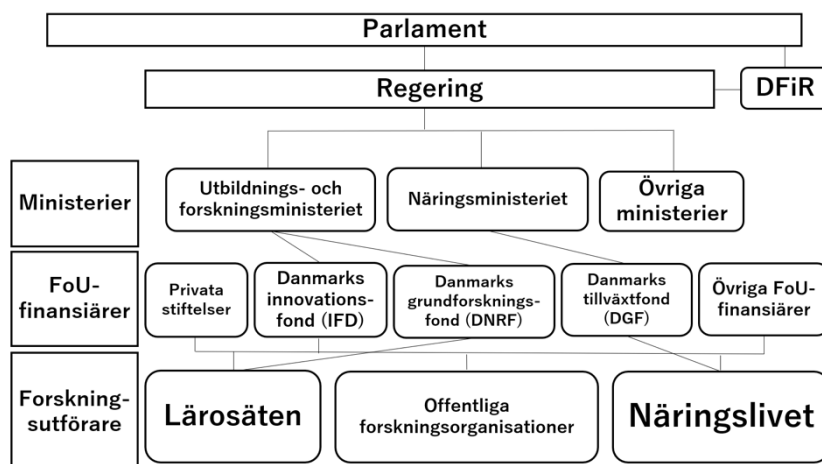 Parlament
Regering
DFiR
Ministerier
Utbildnings- och
forskningsministeriet
Näringsministeriet
Övriga
ministerier
FoU-
finansiärer
Privata
stiftelser
Danmarks
innovations-
fond (IFD)
Danmarks
grundforsknings-
fond (DNRF)
Danmarks
tillväxtfond
(DGF)
Övriga FoU-
finansiärer
Forsknings-
utförare
Lärosäten
Offentliga
forskningsorganisationer
Näringslivet